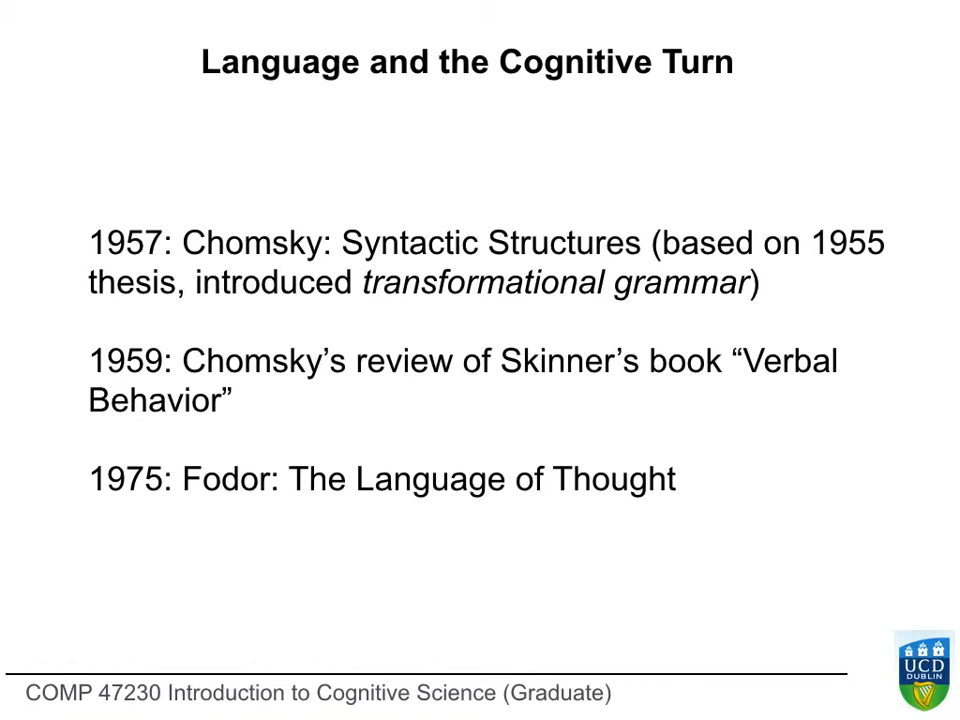 Language and the Cognitive Turn
1957: Chomsky: Syntactic Structures (based on 1955
thesis, introduced transformational grammar)
1959: Chomsky’s review of Skinner’s book “Verbal
Behavior”
1975: Fodor: The Language of Thought
COMP 47230 Introduction to Cognitive Science (Graduate)
UCD
DUBLIN